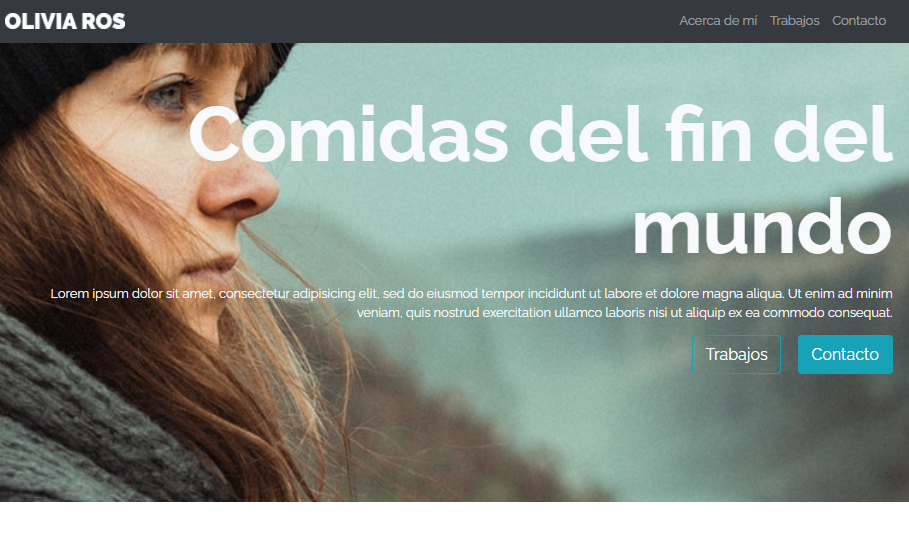 OLIVIA ROS
Acerca de mí Trabajos Contacto
Comidas del fin del
mundo
Lorem ipsum dolor sit amet, consectetur adipisicing elit, sed do eiusmod tempor incididunt ut labore et dolore magna aliqua. Ut enim ad minim
veniam, quis nostrud exercitation ullamco laboris nisi ut aliquip ex ea commodo consequat.
Trabajos Contacto